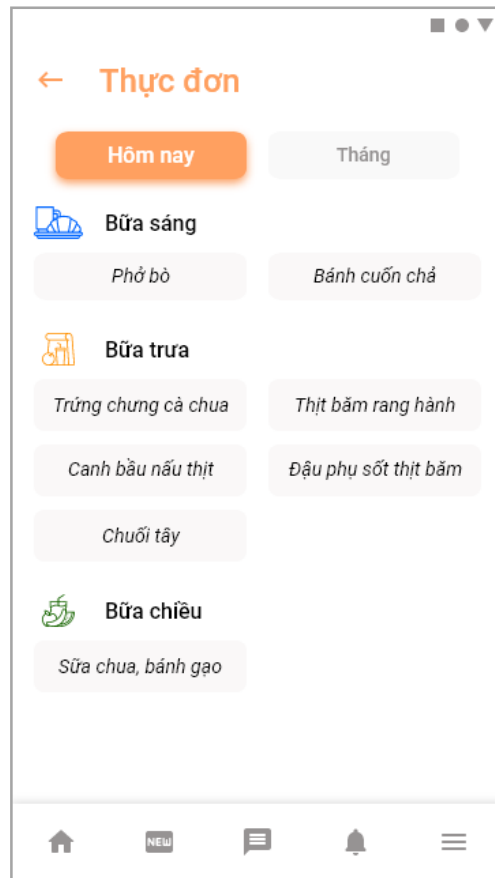 Thực đơn
Hôm nay
Tháng
Bữa sáng
Phở bò
Bánh cuốn chả
Bữa trưa
Trứng chưng cà chua
Thịt băm rang hành
Canh bầu nấu thịt
Đậu phụ sốt thịt băm
Chuối tây
Bữa chiều
Sữa chua, bánh gạo
NEW